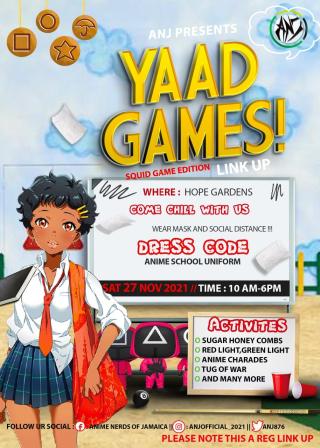 ANJ PRESENTS
ANJ
YAAD
GAMES!
SQUID GAME EDITION LINK UP
WHERE : HOPE GARDENS
COME CHILL WITH US
WEAR MASK AND SOCIAL DISTANCE !!!
DRESS CODE
ANIME SCHOOL UNIFORM
SAT 27 NOV 2021 // TIME : 10 AM-6PM
ACTIVITES
SUGAR HONEY COMBS
RED LIGHT,GREEN LIGHT
ANIME CHARADES
TUG OF WAR
AND MANY MORE
FOLLOW UR SOCIAL : ANIME NERDS OF JAMAICA || ANJOFFICIAL_2021 || ANJ876
PLEASE NOTE THIS A REG LINK UP